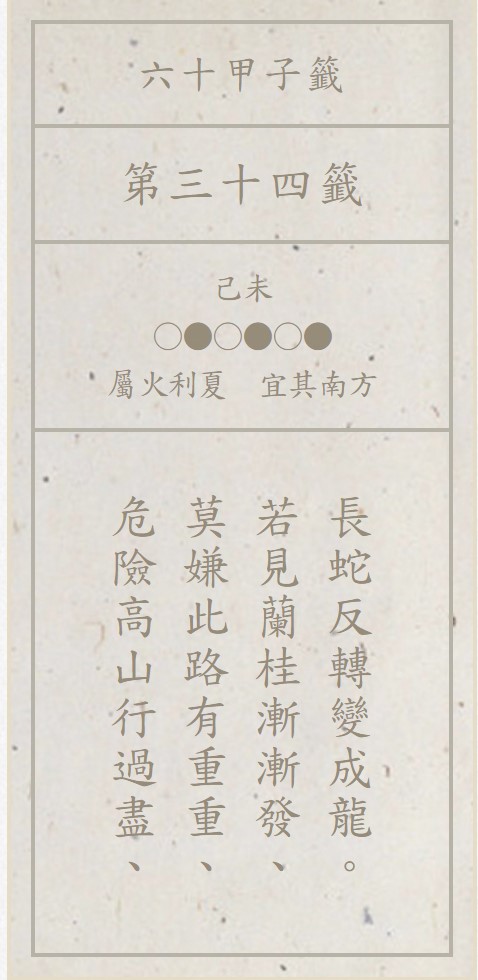 六十甲子籤
第三十四籤
己未
○●○●○●
屬火利夏　宜其南方
危險高山行過盡、
莫嫌此路有重重、
若見蘭桂漸漸發、
長蛇反轉變成龍。